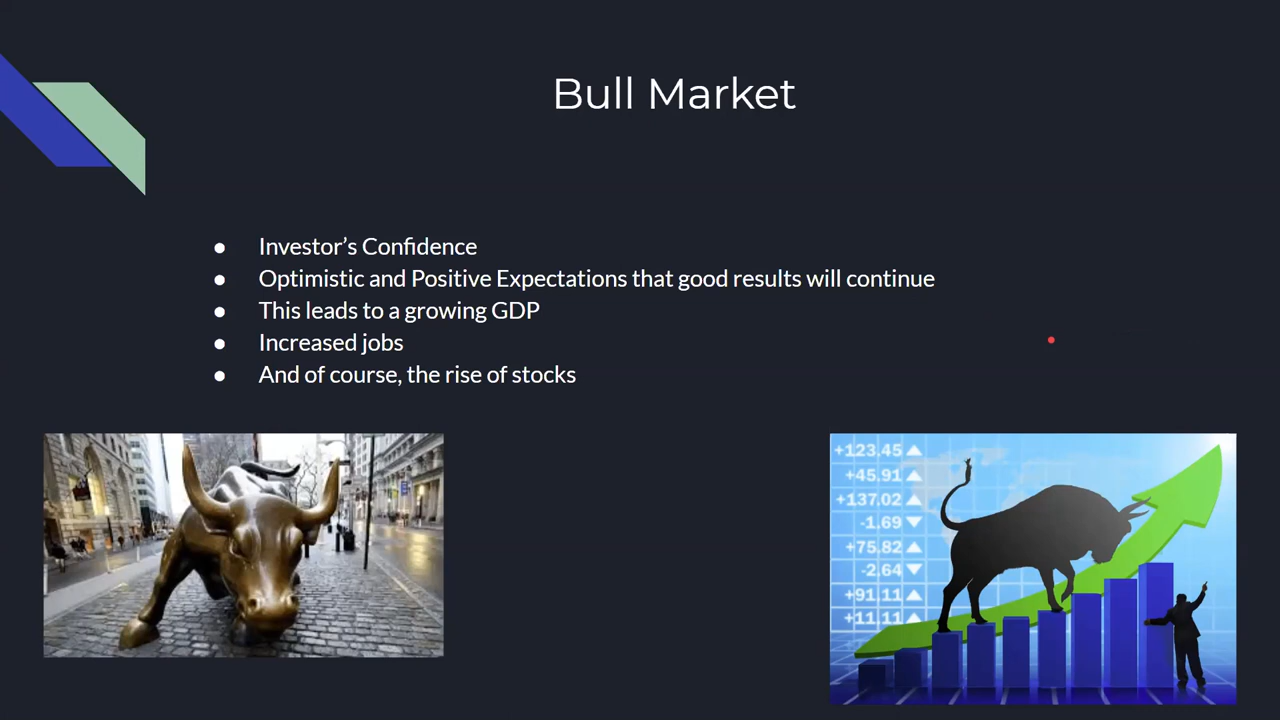 Bull Market
● Investor’s Confidence
● Optimistic and Positive Expectations that good results will continue
● This leads to a growing GDP
● Increased jobs
● And of course, the rise of stocks
+123.45 ▲
+45.91 ▲
+137.02 ▲
-1.69 ▼
+75.82 ▲
-2.64 ▼
+91.11 ▲
+11.11 ▲